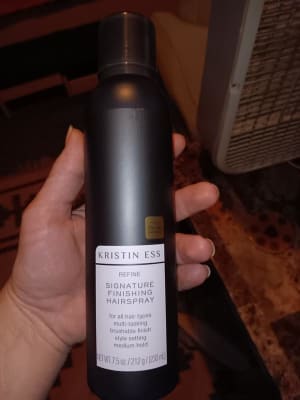 KRISTIN ESS
REFINE
SIGNATURE
FINISHING
HAIRSPRAY
for all hair types
multi-tasking
brushable finish
style setting
medium hold
NET WT. 7.5 oz. / 212 g /